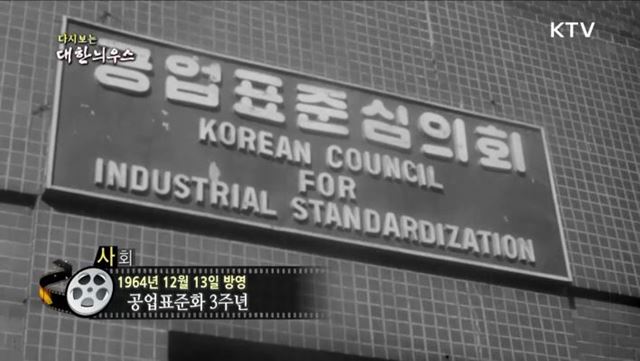 다시보는
대한늬우스
KTV
공업표준심의회
KOREAN COUNCIL
FOR
INDUSTRIAL STANDARDIZATION
사회
1964년 12월 13일 방영
공업표준화 3주년